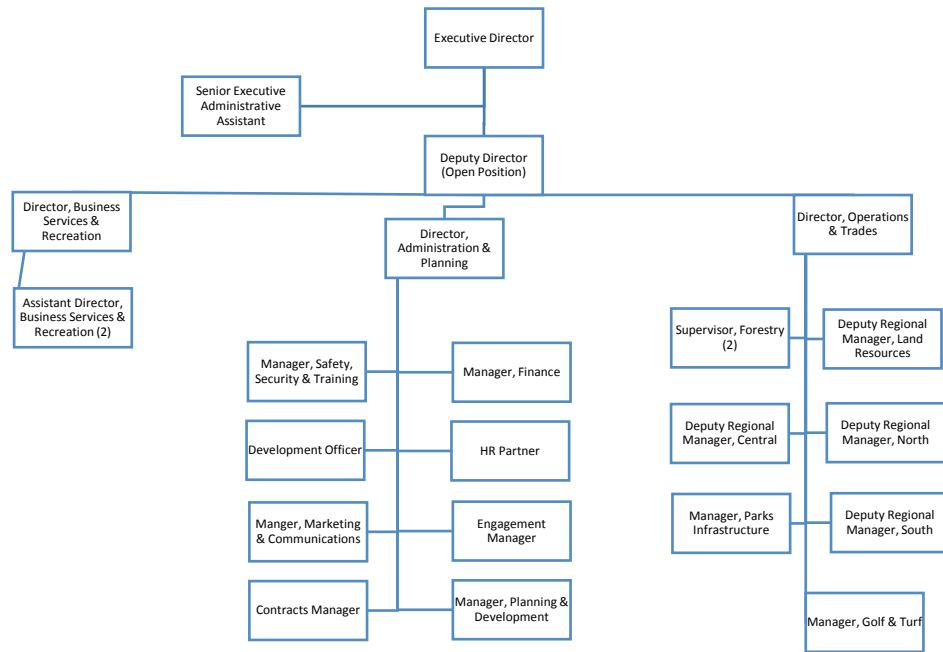 Executive Director
Senior Executive
Administrative
Assistant
Deputy Director
(Open Position)
Director, Business
Services &
Recreation
Director,
Administration &
Planning
Director, Operations
& Trades
Assistant Director,
Business Services &
Recreation (2)
Manager, Safety,
Security & Training
Manager, Finance
Development Officer
HR Partner
Manger, Marketing
& Communications
Engagement
Manager
Contracts Manager
Manager, Planning &
Development
Supervisor, Forestry
(2)
Deputy Regional
Manager, Land
Resources
Deputy Regional
Manager, Central
Deputy Regional
Manager, North
Manager, Parks
Infrastructure
Deputy Regional
Manager, South
Manager, Golf & Turf